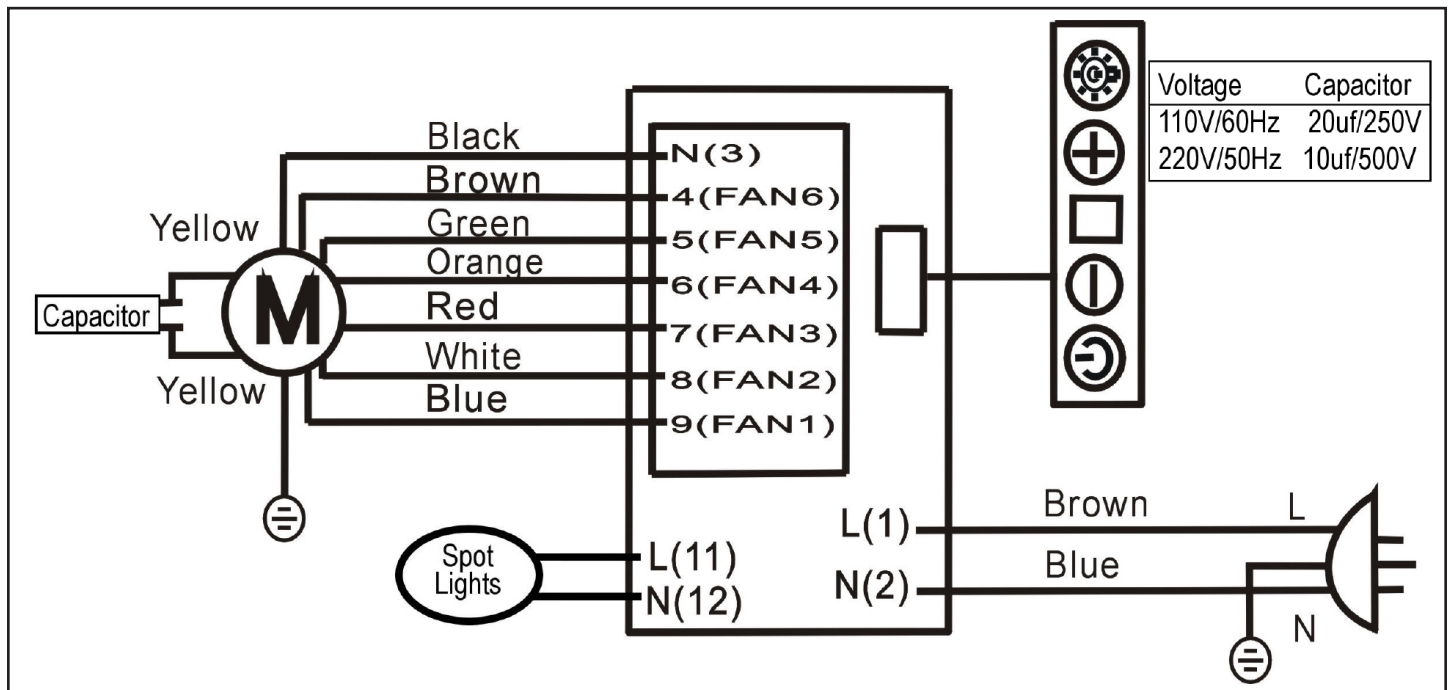 Black
Brown
Green
Orange
Red
White
Blue
Yellow
Yellow
Capacitor
M
N(3)
4(FAN6)
5(FAN5)
6(FAN4)
7(FAN3)
8(FAN2)
9(FAN1)
Voltage Capacitor
110V/60Hz 20uf/250V
220V/50Hz 10uf/500V
Spot
Lights
L(11)
N(12)
L(1)
N(2)
Brown
L
Blue
N